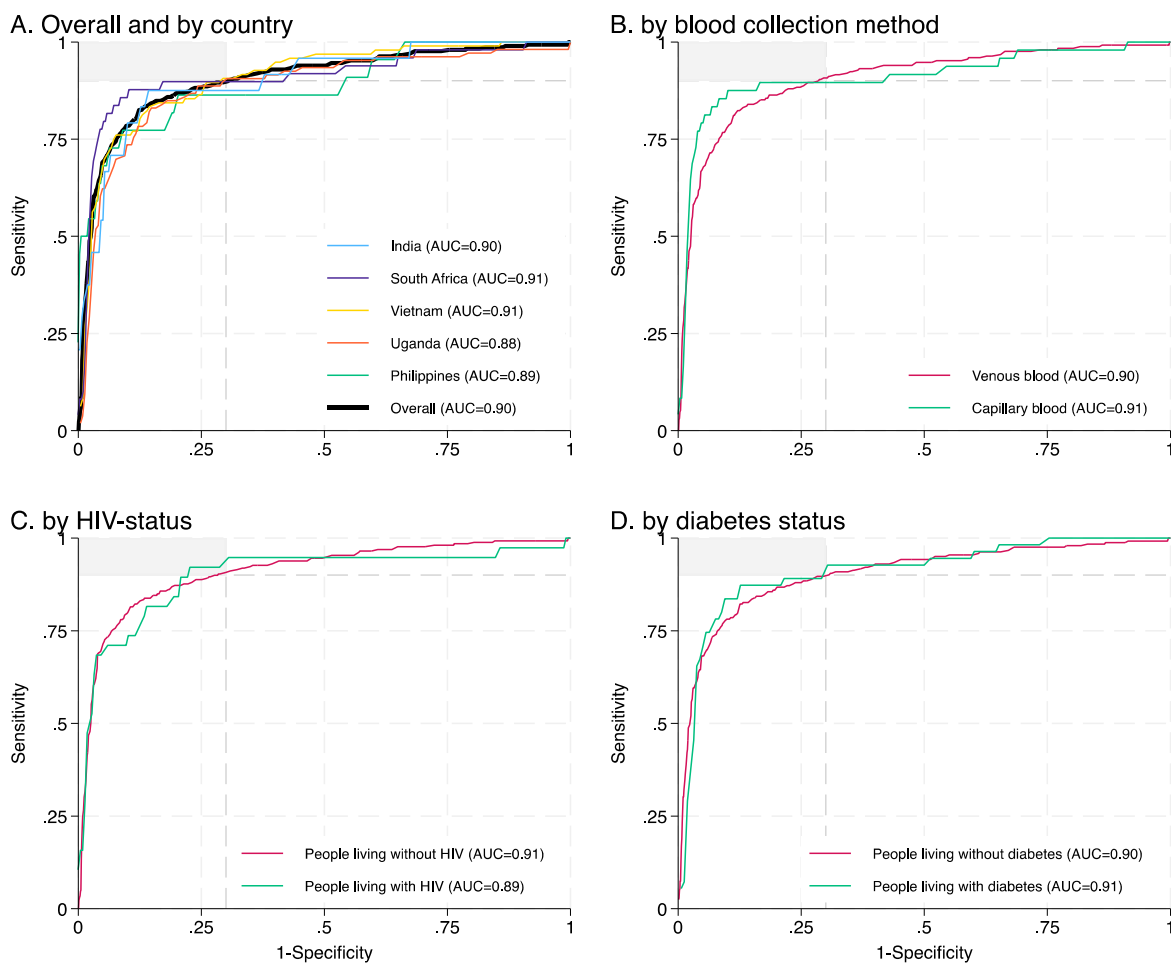 A. Overall and by country
1
.75
.5
.25
0
Sensitivity
India (AUC=0.90)
South Africa (AUC=0.91)
Vietnam (AUC=0.91)
Uganda (AUC=0.88)
Philippines (AUC=0.89)
Overall (AUC=0.90)
0
.25
.5
.75
1
B. by blood collection method
1
.75
.5
.25
0
Sensitivity
Venous blood (AUC=0.90)
Capillary blood (AUC=0.91)
0
.25
.5
.75
1
C. by HIV-status
1
.75
.5
.25
0
Sensitivity
People living without HIV (AUC=0.91)
People living with HIV (AUC=0.89)
0
.25
.5
.75
1
1-Specificity
D. by diabetes status
1
.75
.5
.25
0
Sensitivity
People living without diabetes (AUC=0.90)
People living with diabetes (AUC=0.91)
0
.25
.5
.75
1
1-Specificity